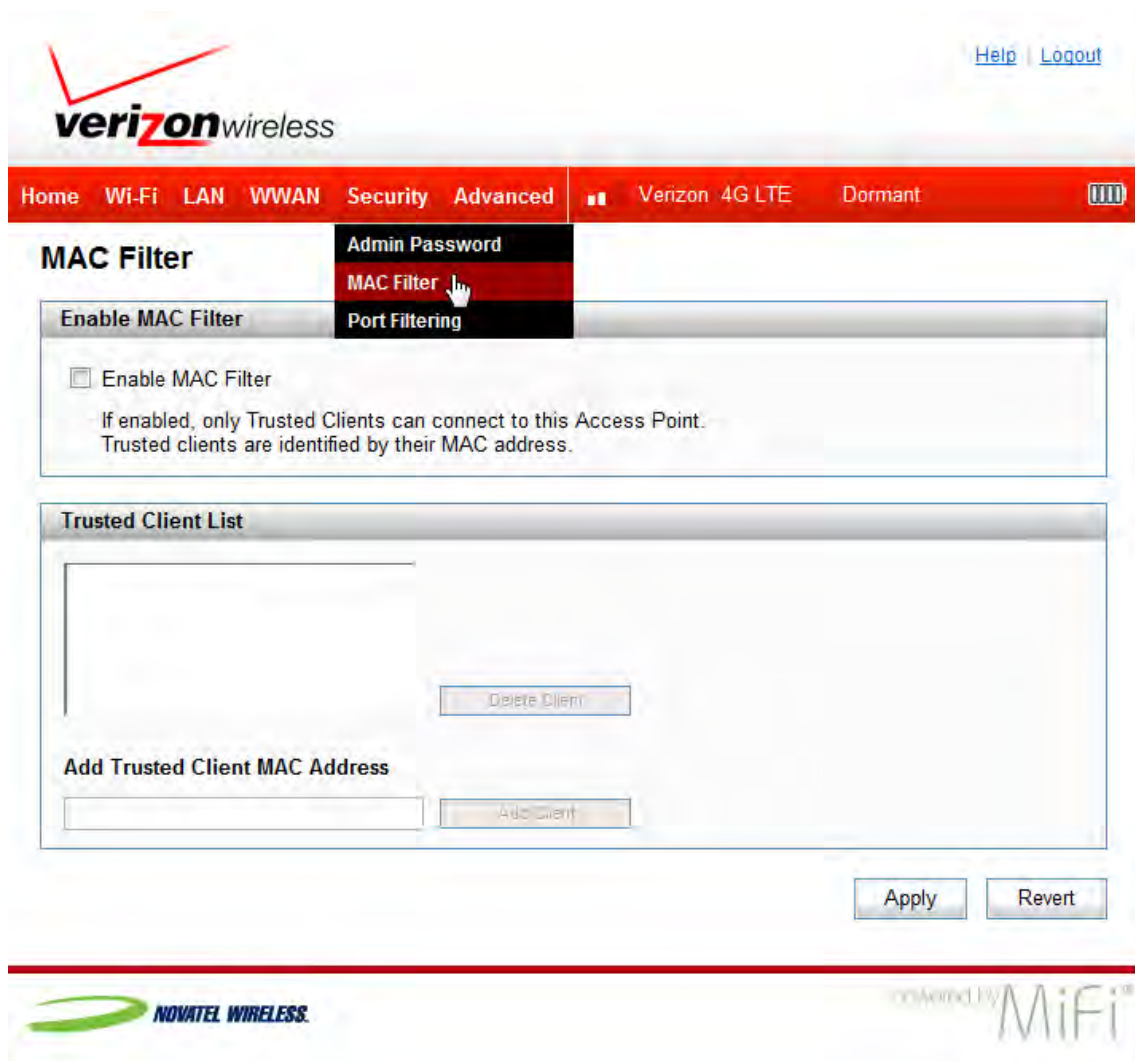 Help | Logout
verizonwireless
Home Wi-Fi LAN WWAN Security Advanced Verizon 4G LTE Dormant
Admin Password
MAC Filter
MAC Filter
Port Filtering
Enable MAC Filter
Enable MAC Filter
If enabled, only Trusted Clients can connect to this Access Point.
Trusted clients are identified by their MAC address.
Trusted Client List
Delete Client
Add Trusted Client MAC Address
Add Client
Apply Revert
NOVATEL WIRELESS.
powered by MiFi